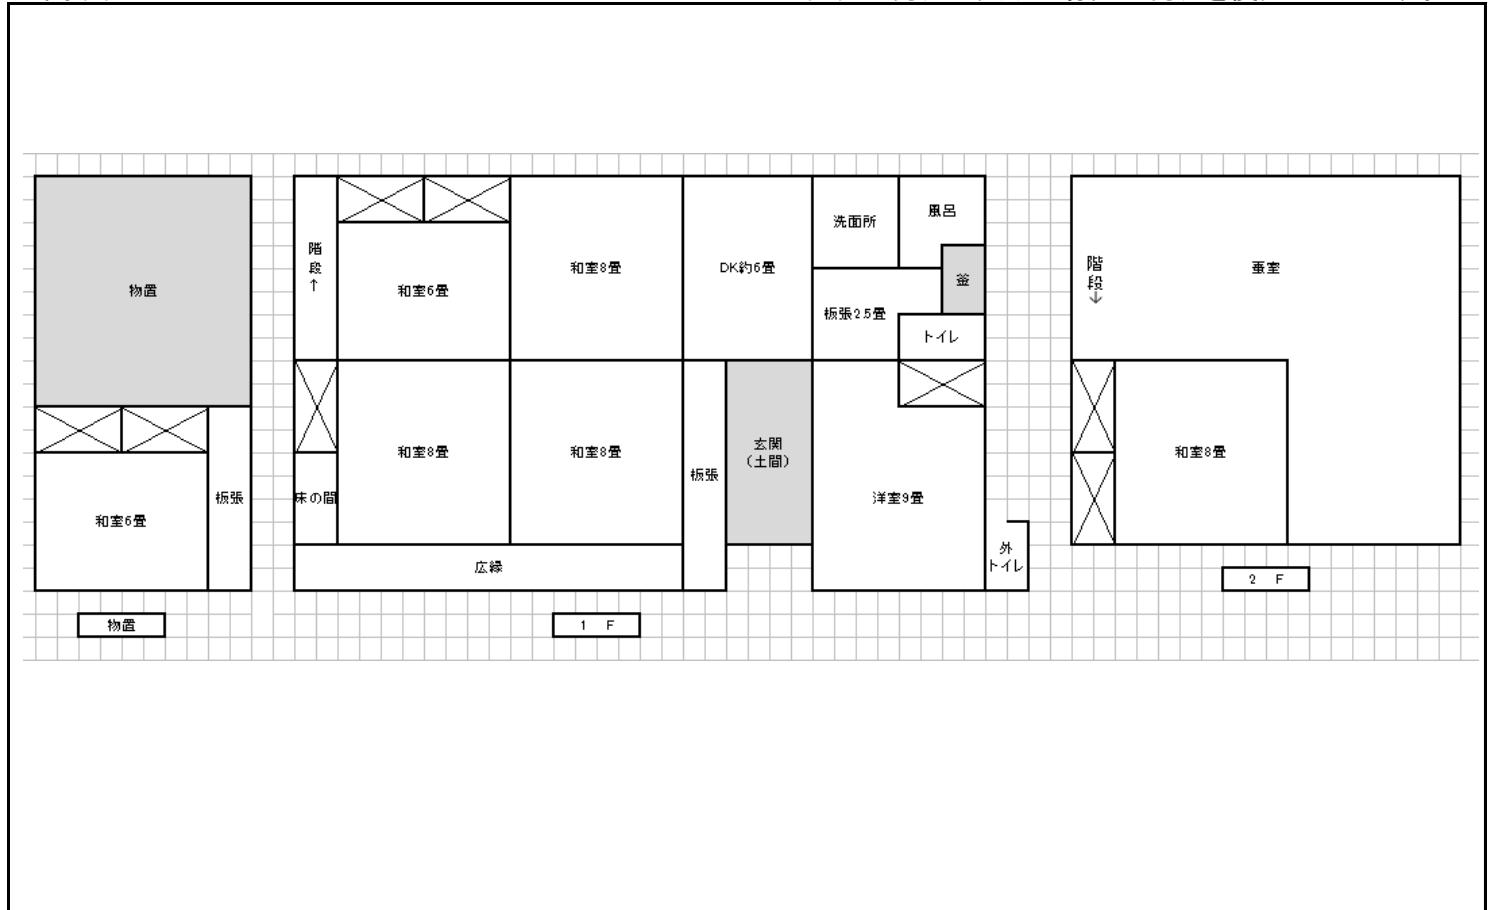 物置
和室6畳
板張
物置
階段↑
和室6畳
和室8畳
DK約6畳
洗面所
風呂
釜
板張2.5畳
トイレ
床の間
和室8畳
和室8畳
板張
玄関
(土間)
洋室9畳
広縁
外
トイレ
1 F
階段↓
蚕室
和室8畳
2 F